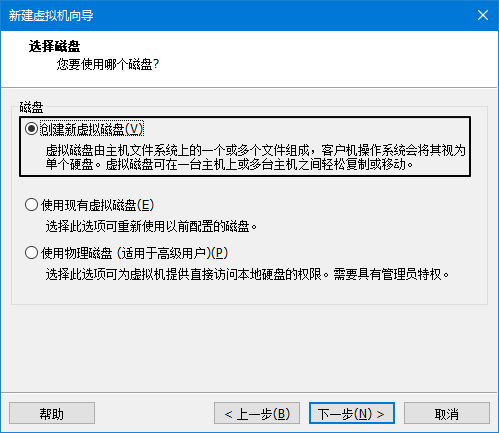 新建虚拟机向导
选择磁盘
您要使用哪个磁盘?
磁盘
创建新虚拟磁盘(V)
虚拟磁盘由主机文件系统上的一个或多个文件组成，客户机操作系统会将其视为
单个硬盘。虚拟磁盘可在一台主机上或多台主机之间轻松复制或移动。
使用现有虚拟磁盘(E)
选择此选项可重新使用以前配置的磁盘。
使用物理磁盘 (适用于高级用户)(P)
选择此选项可为虚拟机提供直接访问本地硬盘的权限。需要具有管理员特权。
帮助
< 上一步(B)
下一步(N) >
取消